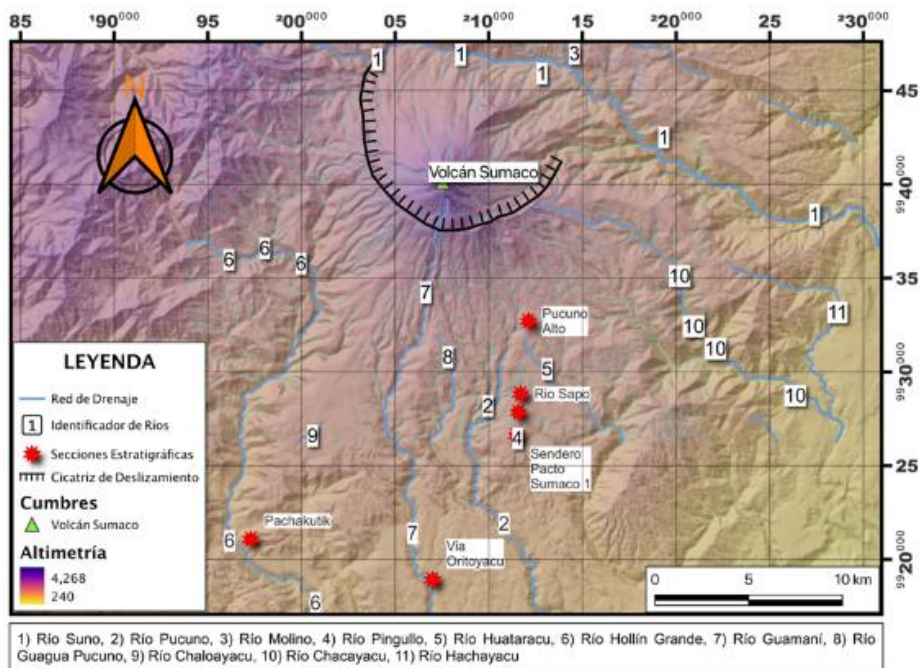 85 ¹90⁰⁰⁰ 95 ²00⁰⁰⁰ 05 ²10⁰⁰⁰ 15 ²20⁰⁰⁰ 25 ²30⁰⁰⁰
N
1 1 1 3
45
1
Volcán Sumaco
⁹⁹40⁰⁰⁰
1
6 6 6
10
35
7
11
Pucuno
Alto
10
10
8
5
⁹⁹30⁰⁰⁰
Río Sapo
10
2
9
4
Sendero
Pacto
Sumaco 1
25
Pachakutik
6
7
2
Vía
Oritoyacu
⁹⁹20⁰⁰⁰
6
LEYENDA
Red de Drenaje
1 Identificador de Ríos
Secciones Estratigráficas
Cicatriz de Deslizamiento
Cumbres
Volcán Sumaco
Altimetría
4,268
240
0 5 10 km
1) Río Suno, 2) Río Pucuno, 3) Río Molino, 4) Río Pingullo, 5) Río Huataracu, 6) Río Hollín Grande, 7) Río Guamaní, 8) Río
Guagua Pucuno, 9) Río Chaloayacu, 10) Río Chacayacu, 11) Río Hachayacu